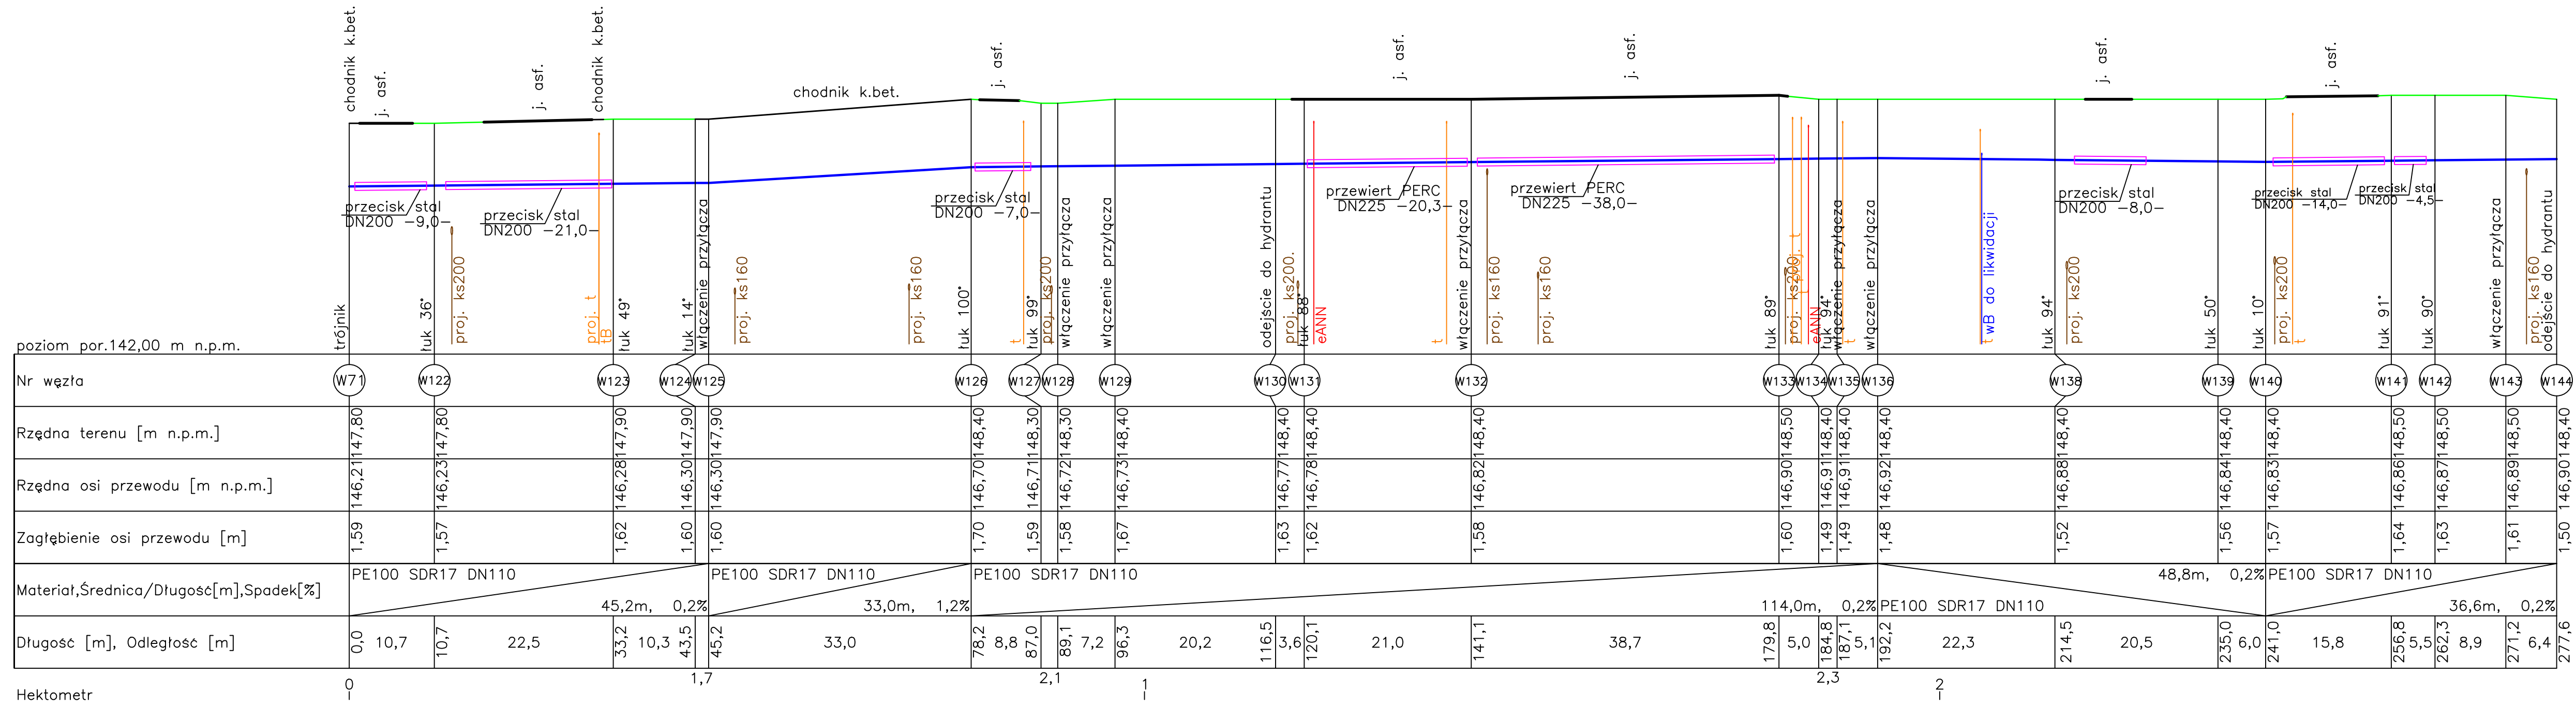 chodnik k.bet.
j. asf.
j. asf.
chodnik k.bet.
chodnik k.bet.
j. asf.
j. asf.
j. asf.
j. asf.
j. asf.
przecisk stal
DN200 -9,0-
przecisk stal
DN200 -21,0-
przecisk stal
DN200 -7,0-
przewiert PERC
DN225 -20,3-
przewiert PERC
DN225 -38,0-
przecisk stal
DN200 -8,0-
przecisk stal
DN200 -14,0-
przecisk stal
DN200 -4,5-
trójnik
łuk 36°
proj. ks200
proj. t
tB
łuk 49°
łuk 14°
włączenie przyłącza
proj. ks160
proj. ks160
łuk 100°
t
łuk 99°
proj. ks200
włączenie przyłącza
włączenie przyłącza
odejście do hydrantu
proj. ks200.
łuk 88°
eANN
t
włączenie przyłącza
proj. ks160
proj. ks160
łuk 89°
proj. ks200
proj. t
eANN
łuk 94°
włączenie przyłącza
t
włączenie przyłącza
t
wB do likwidacji
łuk 94°
proj. ks200
łuk 50°
łuk 10°
proj. ks200
t
łuk 91°
łuk 90°
włączenie przyłącza
proj. ks160
odejście do hydrantu
poziom por.142,00 m n.p.m.
Nr węzła W71 W122 W123 W124 W125 W126 W127 W128 W129 W130 W131 W132 W133 W134 W135 W136 W138 W139 W140 W141 W142 W143 W144
Rzędna terenu [m n.p.m.] 147,80 147,80 147,90 147,90 147,90 148,40 148,30 148,30 148,40 148,40 148,40 148,40 148,50 148,40 148,40 148,40 148,40 148,40 148,40 148,50 148,50 148,50 148,40
Rzędna osi przewodu [m n.p.m.] 146,21 146,23 146,28 146,30 146,30 146,70 146,71 146,72 146,73 146,77 146,78 146,82 146,90 146,91 146,91 146,92 146,88 146,84 146,83 146,86 146,87 146,89 146,90
Zagłębienie osi przewodu [m] 1,59 1,57 1,62 1,60 1,60 1,70 1,59 1,58 1,67 1,63 1,62 1,58 1,60 1,49 1,49 1,48 1,52 1,56 1,57 1,64 1,63 1,61 1,50
Materiał,Średnica/Długość[m],Spadek[%]
PE100 SDR17 DN110
45,2m, 0,2%
PE100 SDR17 DN110
33,0m, 1,2%
PE100 SDR17 DN110
114,0m, 0,2%
PE100 SDR17 DN110
48,8m, 0,2%
PE100 SDR17 DN110
36,6m, 0,2%
Długość [m], Odległość [m] 0,0 10,7 10,7 22,5 33,2 10,3 43,5 45,2 33,0 78,2 8,8 87,0 89,1 7,2 96,3 20,2 116,5 3,6 120,1 21,0 141,1 38,7 179,8 5,0 184,8 187,1 5,1 192,2 22,3 214,5 20,5 235,0 6,0 241,0 15,8 256,8 5,5 262,3 8,9 271,2 6,4 277,6
1,7 2,1 2,3
Hektometr 0 1 2